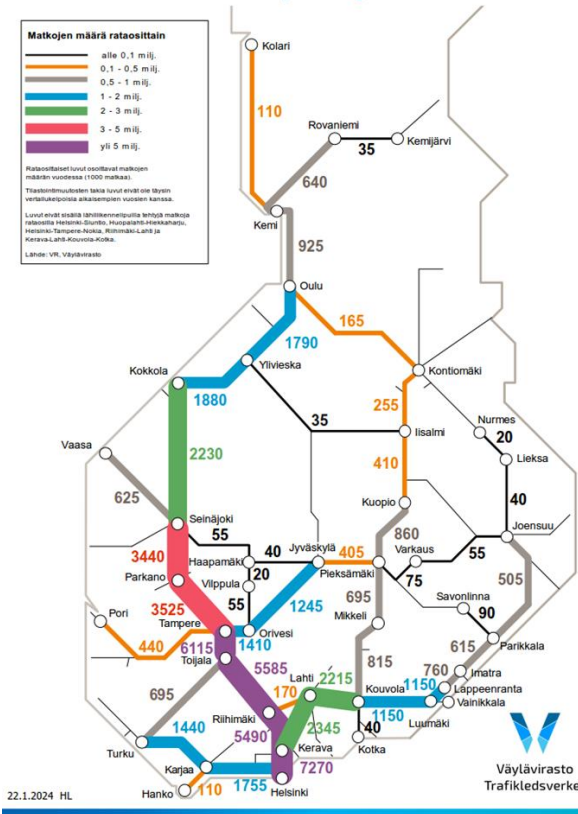 Matkojen määrä rataosittain
alle 0,1 milj.
0,1 - 0,5 milj.
0,5 - 1 milj.
1 - 2 milj.
2 - 3 milj.
3 - 5 milj.
yli 5 milj.
Rataosittaiset luvut osoittavat matkojen
määrän vuodessa (1000 matkaa).
Tilastointimuutosten takia luvut eivät ole täysin
vertailukelpoisia aikaisempien vuosien kanssa.
Luvut eivät sisällä lähiliikennelipuilla tehtyjä matkoja
rataosilla Helsinki-Siuntio, Huopalahti-Hiekkaharju,
Helsinki-Tampere-Nokia, Riihimäki-Lahti ja
Kerava-Lahti-Kouvola-Kotka.
Lähde: VR, Väylävirasto
Kolari
110
Rovaniemi
Kemijärvi
35
640
Kemi
925
Oulu
165
1790
Ylivieska
Kontiomäki
Kokkola
1880
255
35
Iisalmi
Nurmes
20
Lieksa
Vaasa
2230
410
40
625
Kuopio
Seinäjoki
55
860
Joensuu
3440
40
Jyväskylä
405
Varkaus
55
Haapamäki
Pieksämäki
75
505
Parkano
Vilppula
20
1245
695
Savonlinna
90
3525
55
Pori
Tampere
Mikkeli
440
1410
Orivesi
Parikkala
6115
615
Toijala
5585
815
Imatra
695
Lahti
2215
760
170
Kouvola
1150
Lappeenranta
Riihimäki
1150
Vainikkala
1440
5490
2345
40
Luumäki
Turku
Kerava
Kotka
Karjaa
7270
Hanko
110
1755
Helsinki
Väylävirasto
Trafikledsverke
22.1.2024 HL